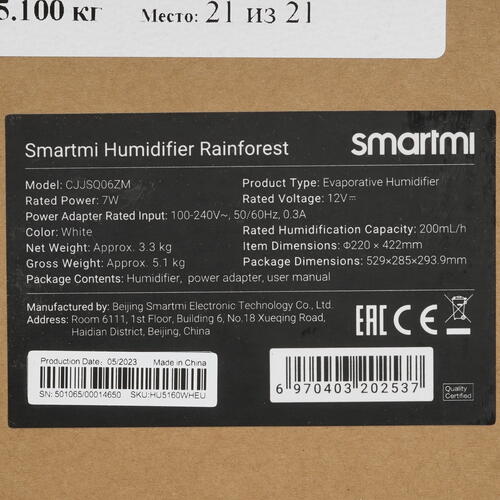 5.100 кг Место: 21 из 21
smartmi
Smartmi Humidifier Rainforest
Model: CJJSQ06ZM Product Type: Evaporative Humidifier
Rated Power: 7W Rated Voltage: 12V⎓
Power Adapter Rated Input: 100-240V~, 50/60Hz, 0.3A
Color: White Rated Humidification Capacity: 200mL/h
Net Weight: Approx. 3.3 kg Item Dimensions: Φ220 × 422mm
Gross Weight: Approx. 5.1 kg Package Dimensions: 529×285×293.9mm
Package Contents: Humidifier, power adapter, user manual
Manufactured by: Beijing Smartmi Electronic Technology Co., Ltd.
Address: Room 6111, 1st Floor, Building 6, No.18 Xueqing Road,
Haidian District, Beijing, China
EAC CE
Production Date: 05/2023 Made in China
SN: 501065/00014650 SKU:HU5160WHEU
6 970403 202537
Quality
Certified